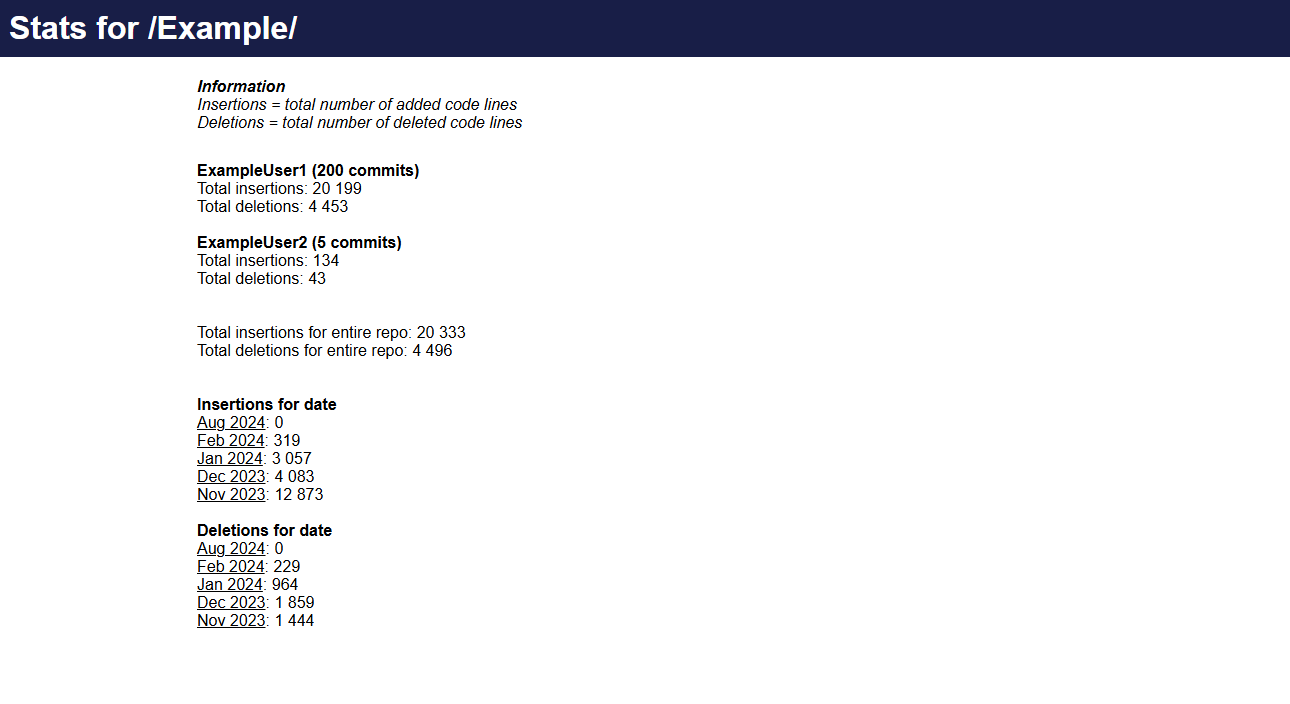 Stats for /Example/
Information
Insertions = total number of added code lines
Deletions = total number of deleted code lines
ExampleUser1 (200 commits)
Total insertions: 20 199
Total deletions: 4 453
ExampleUser2 (5 commits)
Total insertions: 134
Total deletions: 43
Total insertions for entire repo: 20 333
Total deletions for entire repo: 4 496
Insertions for date
Aug 2024: 0
Feb 2024: 319
Jan 2024: 3 057
Dec 2023: 4 083
Nov 2023: 12 873
Deletions for date
Aug 2024: 0
Feb 2024: 229
Jan 2024: 964
Dec 2023: 1 859
Nov 2023: 1 444